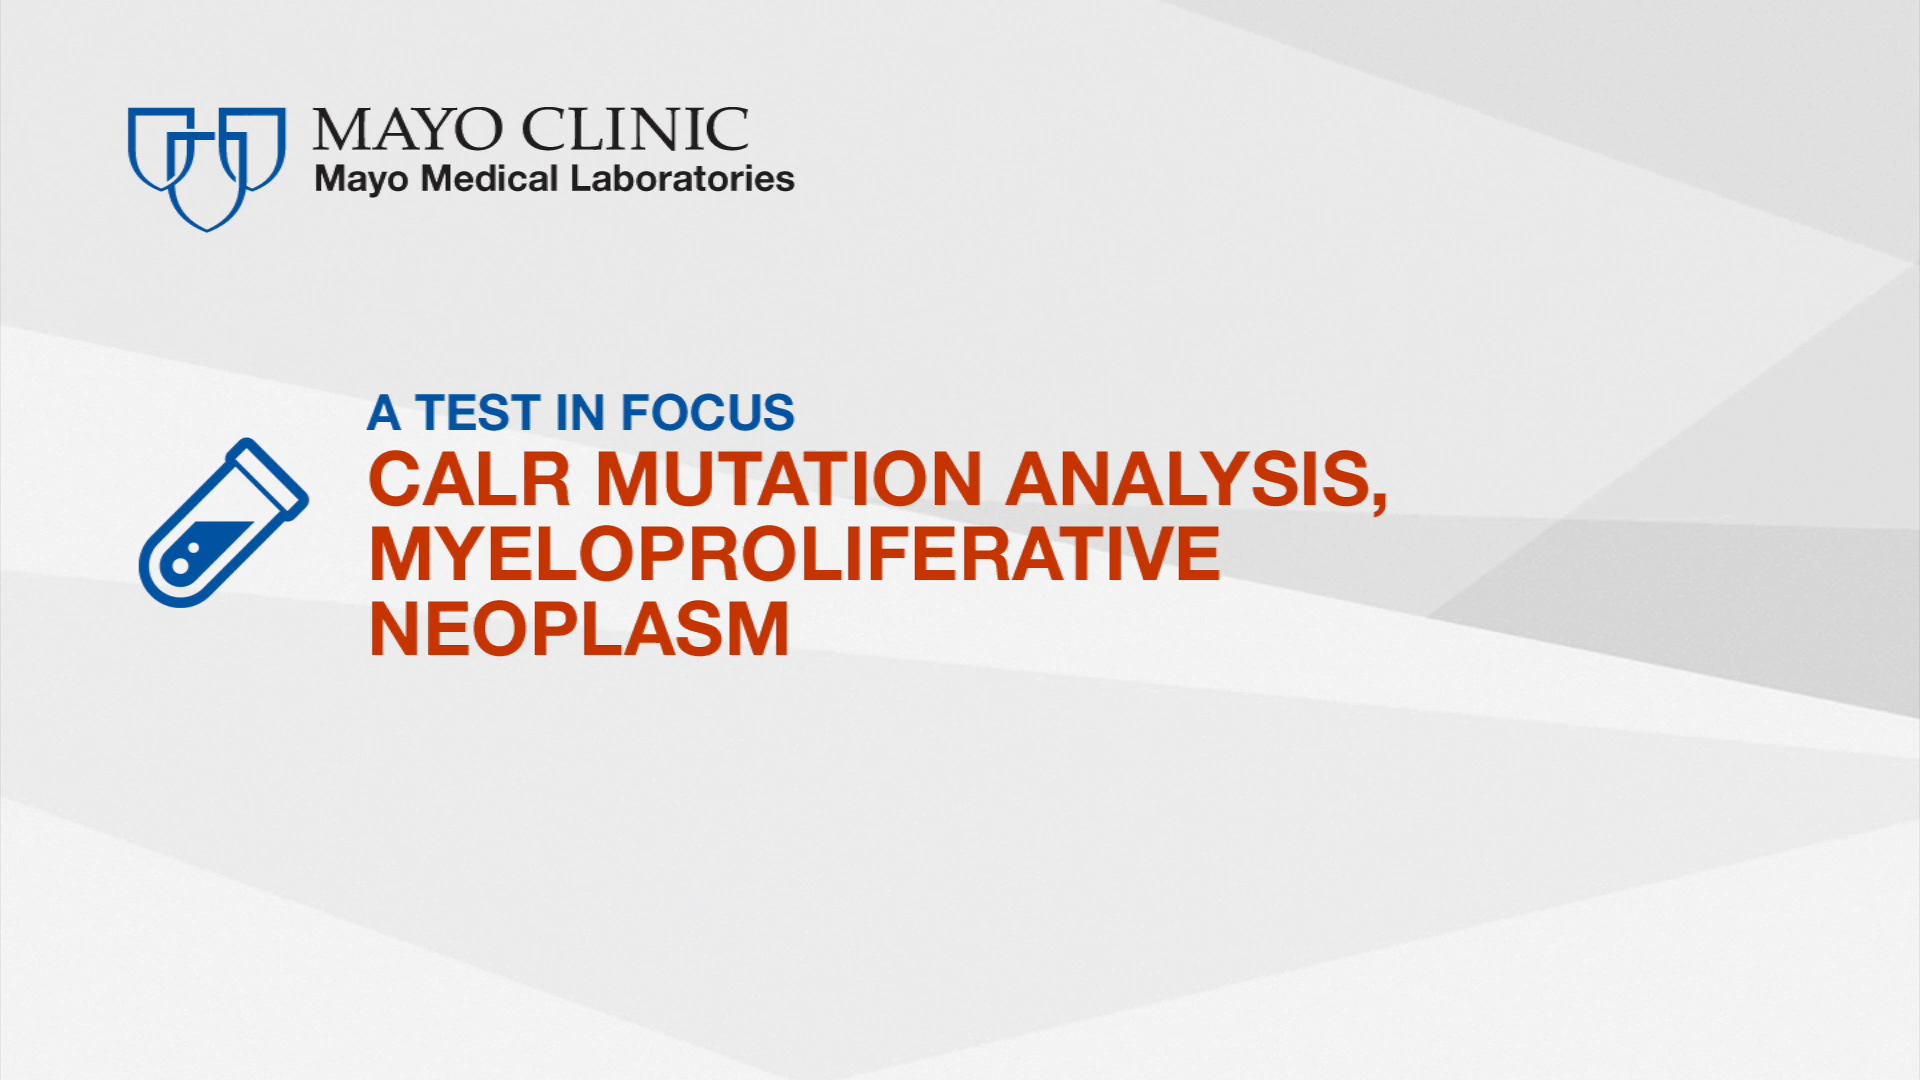 MAYO CLINIC
Mayo Medical Laboratories
A TEST IN FOCUS
CALR MUTATION ANALYSIS,
MYELOPROLIFERATIVE
NEOPLASM